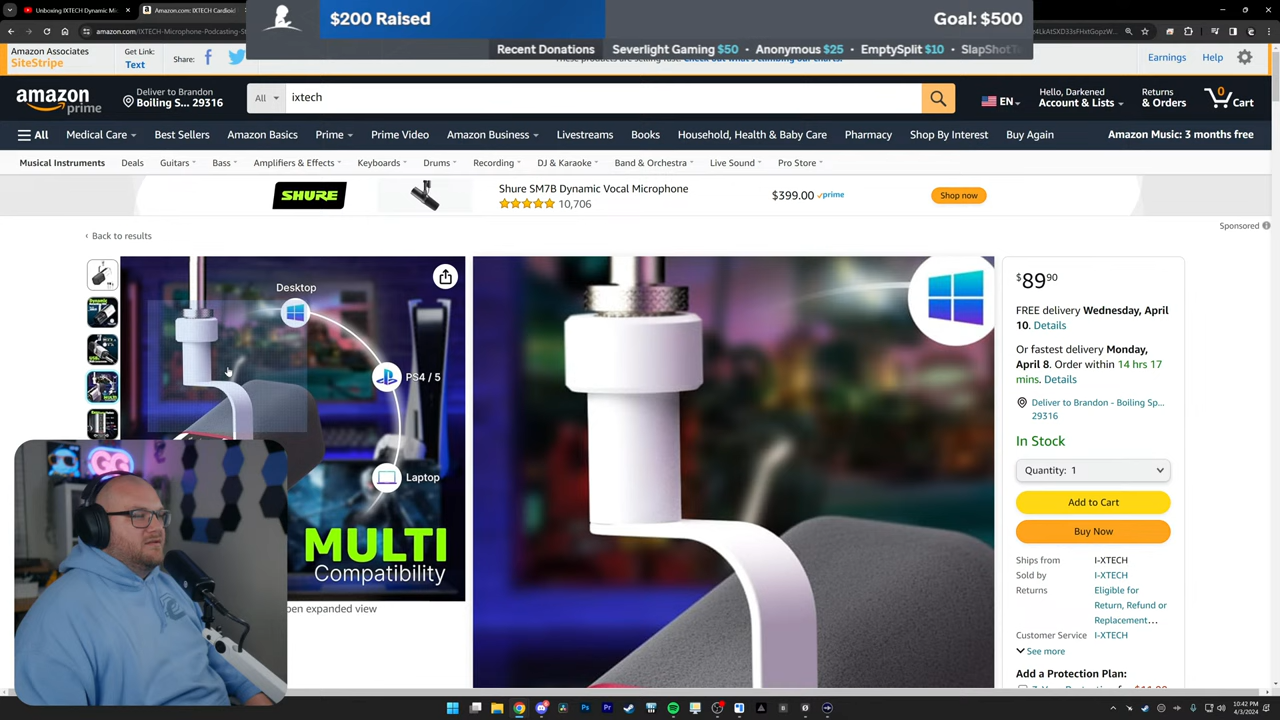 Unboxing IXTECH Dynamic Mi
Amazon.com: IXTECH Cardioid
amazon.com/IXTECH-Microphone-Podcasting-St
$200 Raised
Goal: $500
Recent Donations
Severlight Gaming $50 • Anonymous $25 • EmptySplit $10 • SlapShotT
Amazon Associates
SiteStripe
Get Link:
Text
Share:
Earnings
Help
amazon
prime
Deliver to Brandon
Boiling S... 29316
All
ixtech
EN
Hello, Darkened
Account & Lists
Returns
& Orders
0
Cart
All
Medical Care
Best Sellers
Amazon Basics
Prime
Prime Video
Amazon Business
Livestreams
Books
Household, Health & Baby Care
Pharmacy
Shop By Interest
Buy Again
Amazon Music: 3 months free
Musical Instruments
Deals
Guitars
Bass
Amplifiers & Effects
Keyboards
Drums
Recording
DJ & Karaoke
Band & Orchestra
Live Sound
Pro Store
SHURE
Shure SM7B Dynamic Vocal Microphone
10,706
$399.00 prime
Shop now
Sponsored
‹ Back to results
Desktop
PS4 / 5
Laptop
MULTI
Compatibility
pen expanded view
$89.90
FREE delivery Wednesday, April
10. Details
Or fastest delivery Monday,
April 8. Order within 14 hrs 17
mins. Details
Deliver to Brandon - Boiling Sp...
29316
In Stock
Quantity: 1
Add to Cart
Buy Now
Ships from
I-XTECH
Sold by
I-XTECH
Returns
Eligible for
Return, Refund or
Replacement...
Customer Service
I-XTECH
See more
Add a Protection Plan:
10:42 PM
4/3/2024